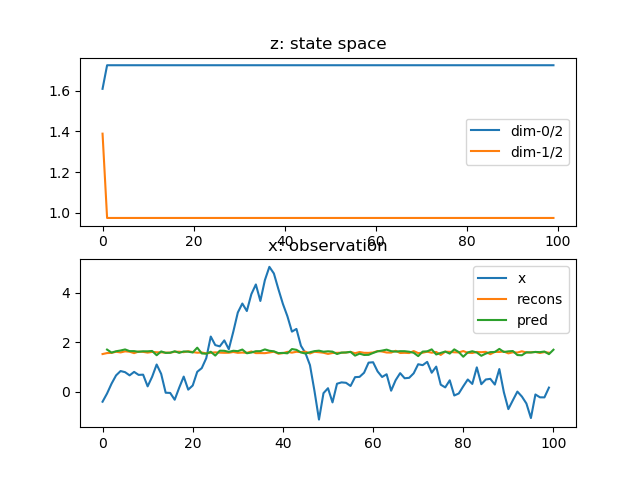 z: state space
1.6
1.4
1.2
1.0
dim-0/2
dim-1/2
0 20 40 60 80 100
x: observation
4
2
0
x
recons
pred
0 20 40 60 80 100